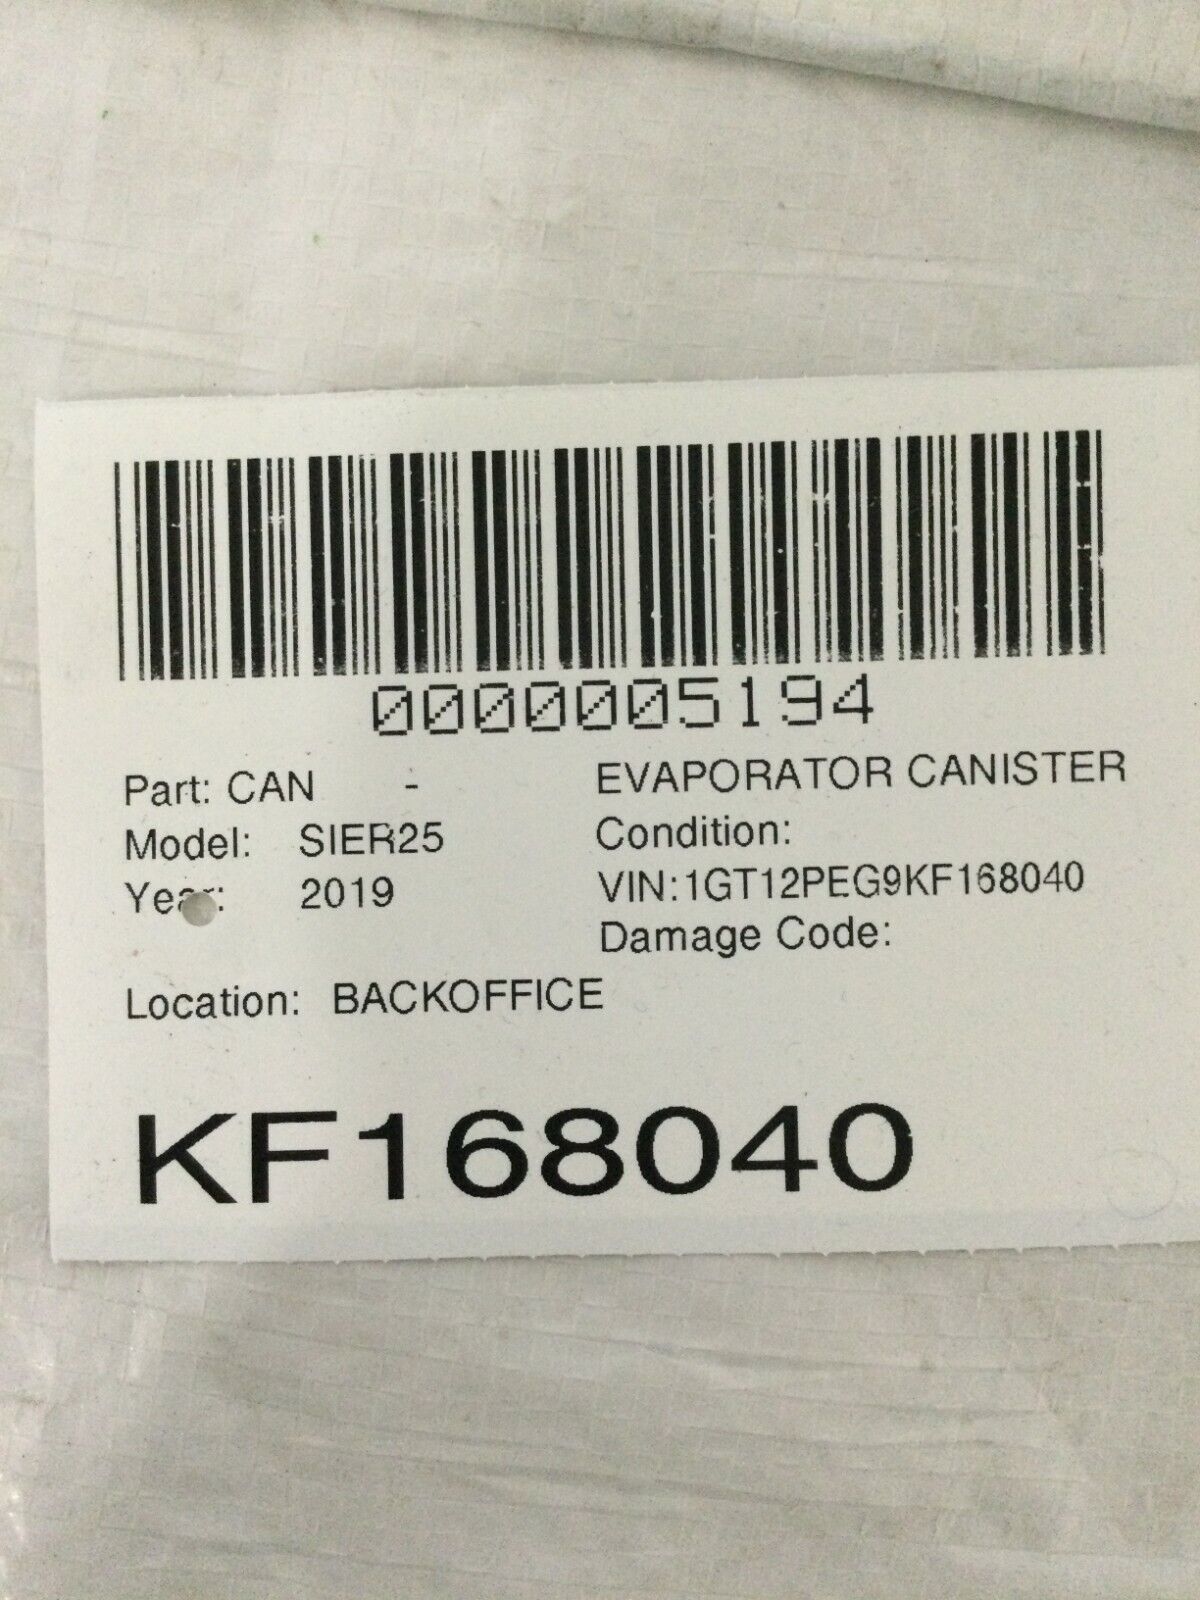 0000005194
Part: CAN - EVAPORATOR CANISTER
Model: SIER25 Condition:
Year: 2019 VIN:1GT12PEG9KF168040
Damage Code:
Location: BACKOFFICE
KF168040